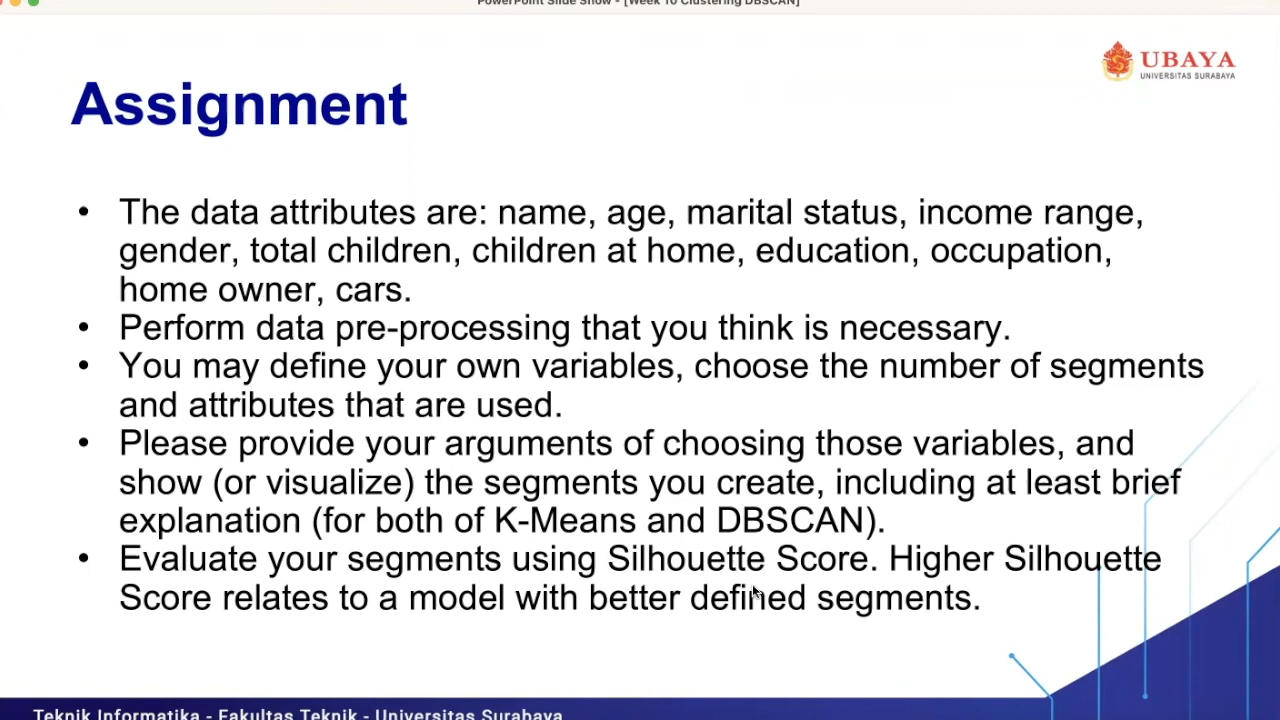 PowerPoint Slide Show - [Week 10 Clustering DBSCAN]
UBAYA
UNIVERSITAS SURABAYA
Assignment
• The data attributes are: name, age, marital status, income range,
gender, total children, children at home, education, occupation,
home owner, cars.
• Perform data pre-processing that you think is necessary.
• You may define your own variables, choose the number of segments
and attributes that are used.
• Please provide your arguments of choosing those variables, and
show (or visualize) the segments you create, including at least brief
explanation (for both of K-Means and DBSCAN).
• Evaluate your segments using Silhouette Score. Higher Silhouette
Score relates to a model with better defined segments.
Teknik Informatika - Fakultas Teknik - Universitas Surabaya